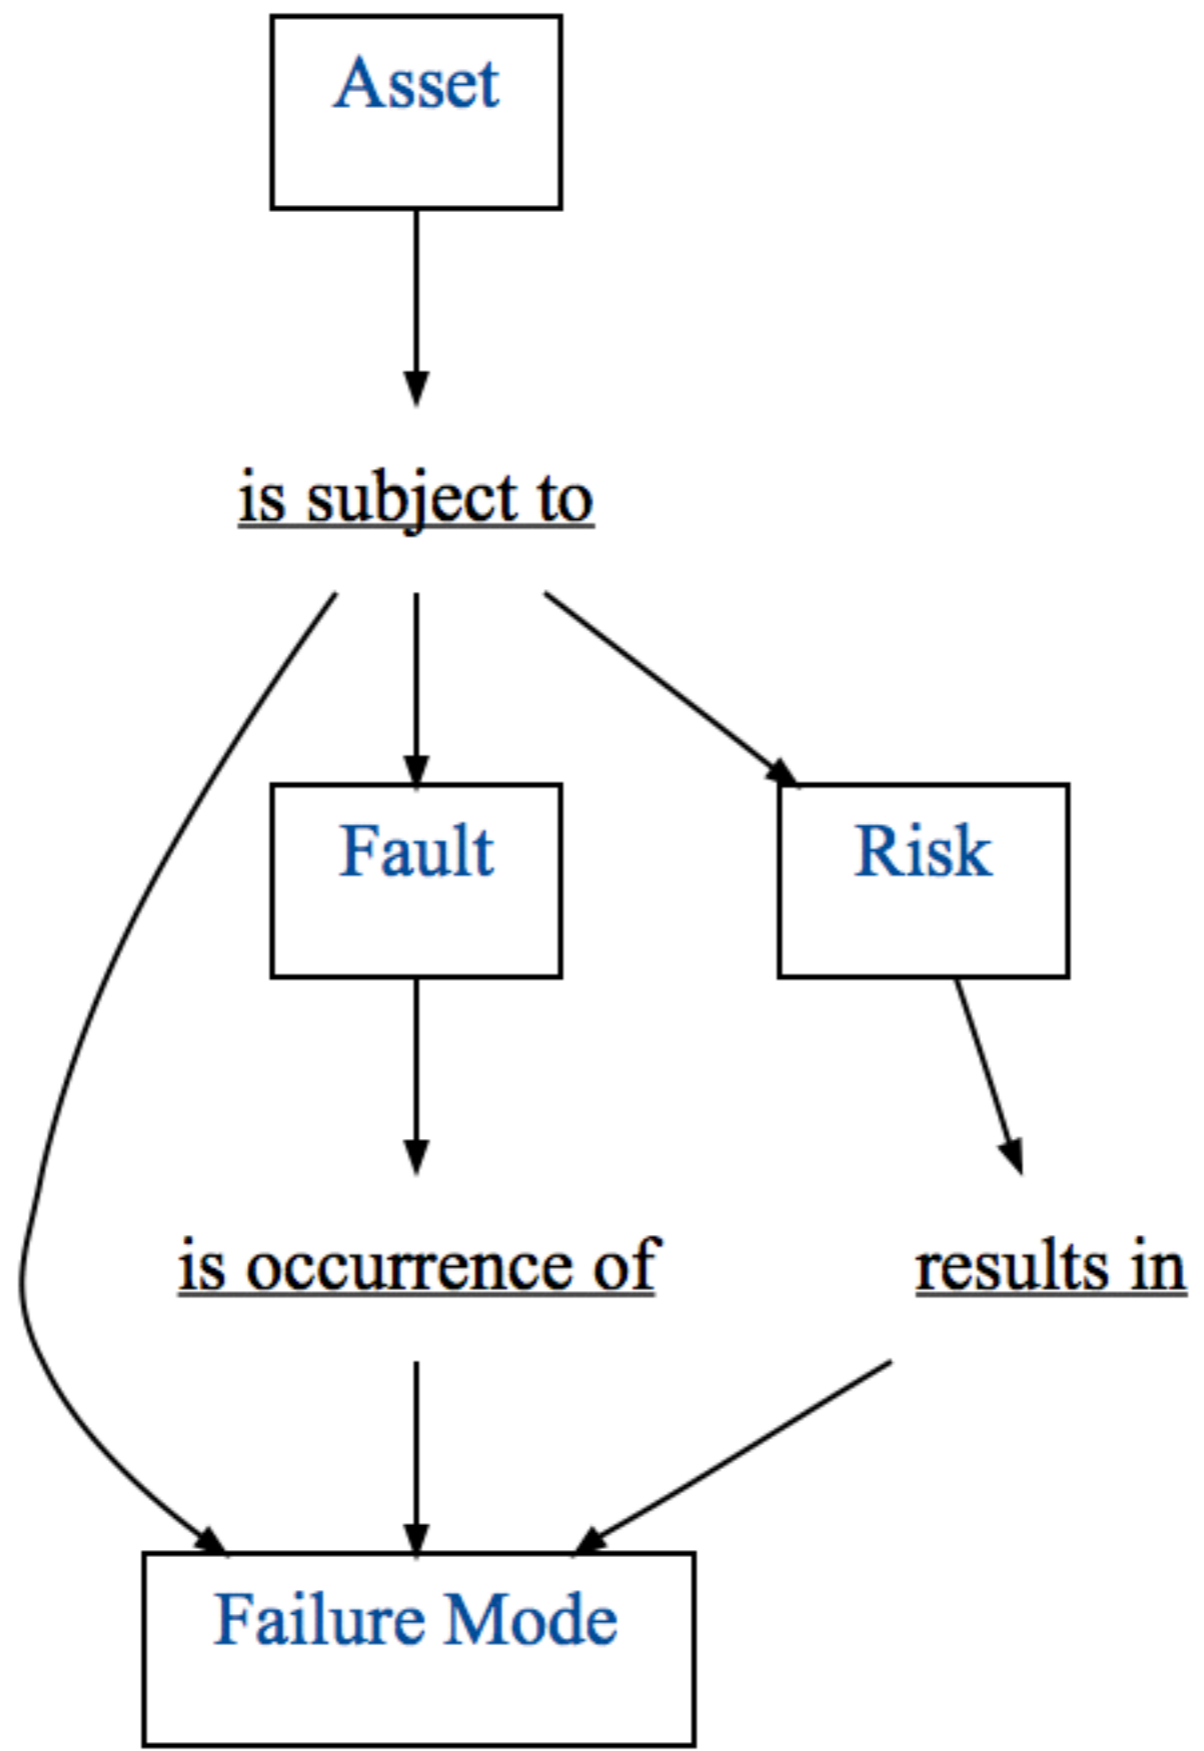 Asset
is subject to
Fault
Risk
is occurrence of
results in
Failure Mode